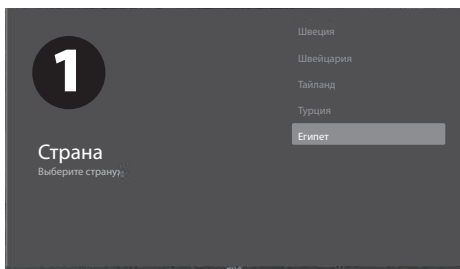 1
Страна
Выберите страну:
Швеция
Швейцария
Тайланд
Турция
Египет